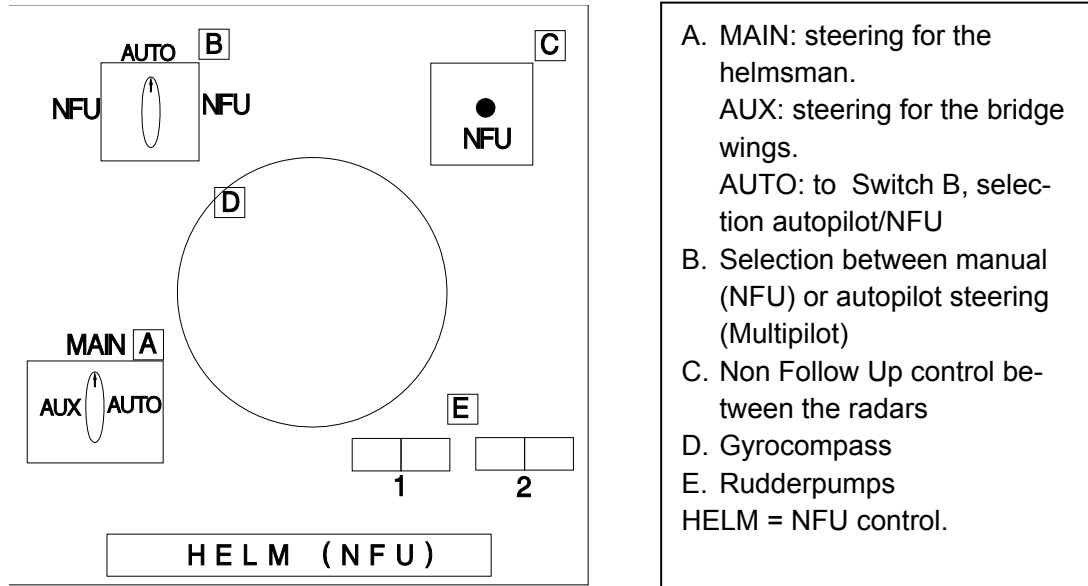 AUTO B
C
NFU NFU
NFU
D
MAIN A
AUX AUTO
E
1 2
HELM (NFU)
A. MAIN: steering for the
helmsman.
AUX: steering for the bridge
wings.
AUTO: to Switch B, selec-
tion autopilot/NFU
B. Selection between manual
(NFU) or autopilot steering
(Multipilot)
C. Non Follow Up control be-
tween the radars
D. Gyrocompass
E. Rudderpumps
HELM = NFU control.